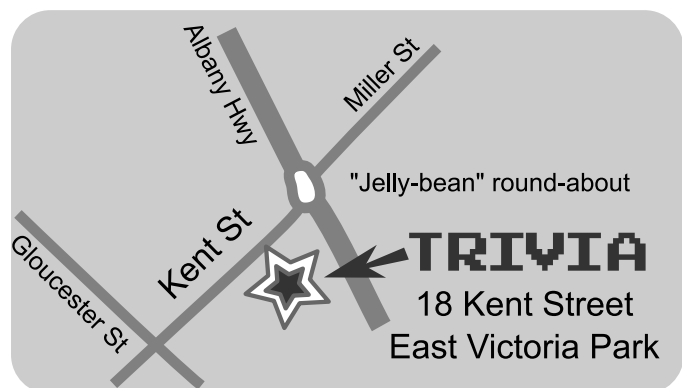 Albany Hwy
Miller St
"Jelly-bean" round-about
Kent St
Gloucester St
TRIVIA
18 Kent Street
East Victoria Park